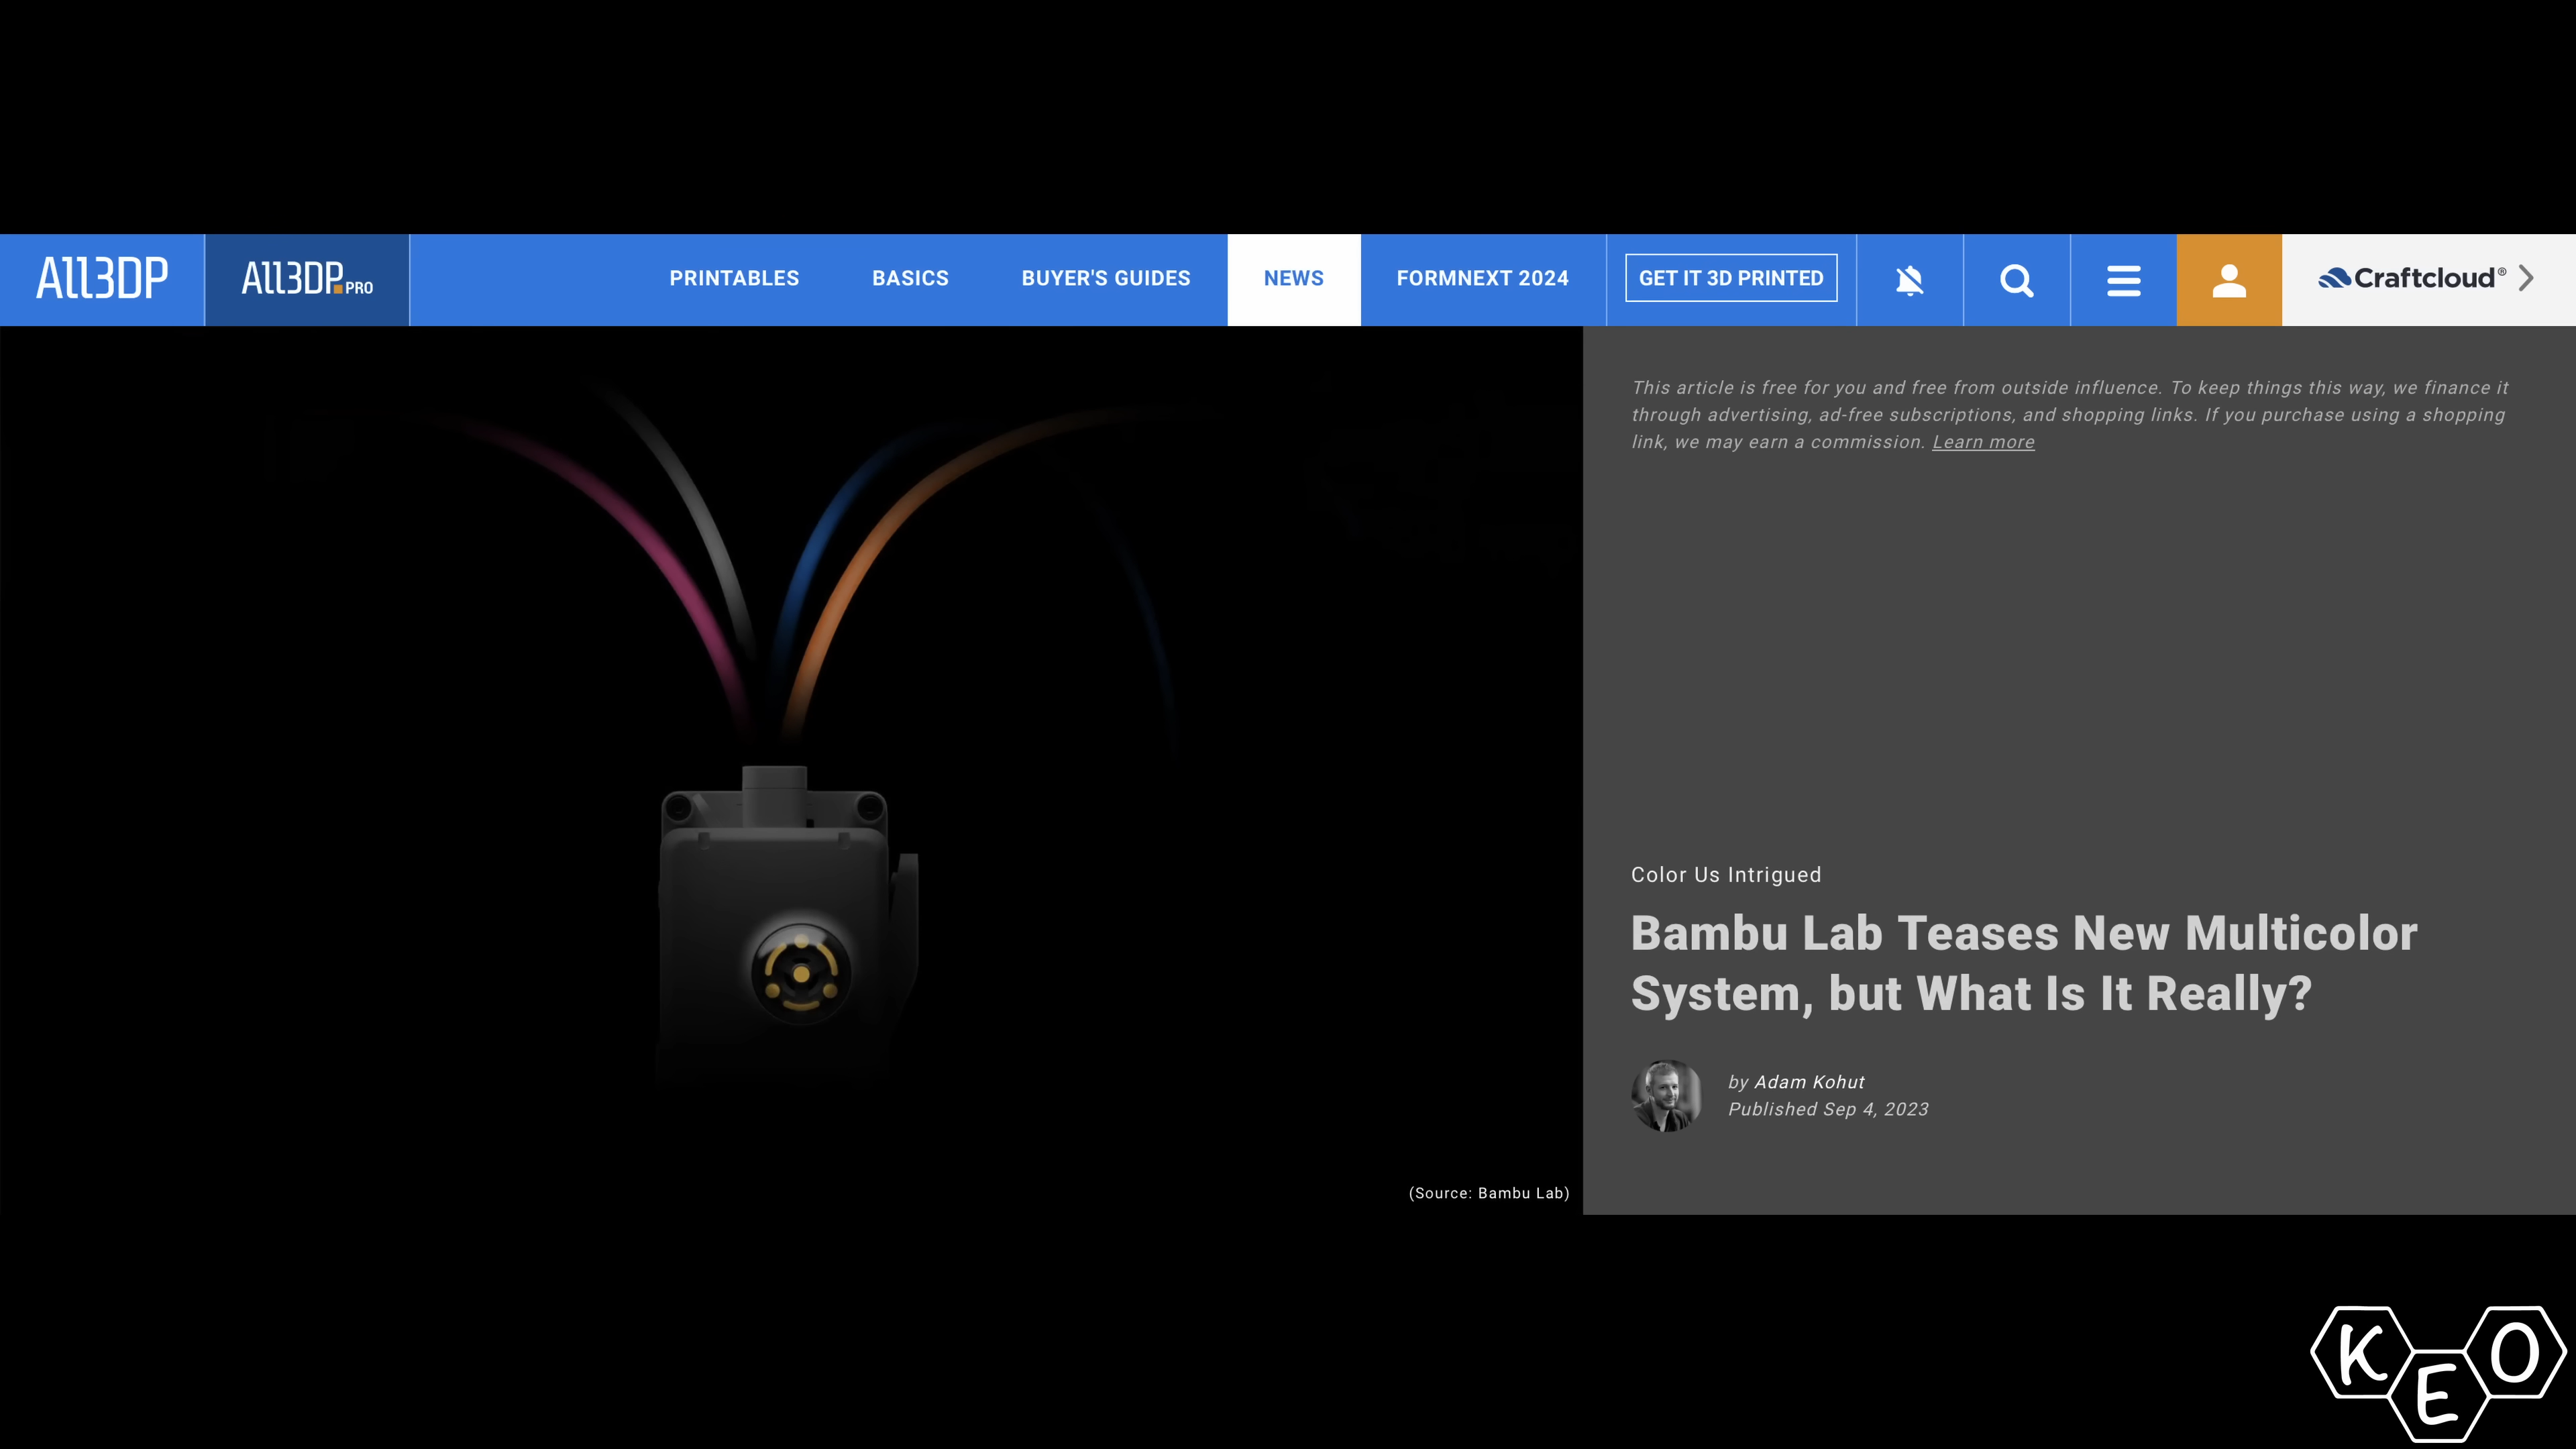 All3DP
All3DP PRO
PRINTABLES
BASICS
BUYER'S GUIDES
NEWS
FORMNEXT 2024
GET IT 3D PRINTED
Craftcloud®
This article is free for you and free from outside influence. To keep things this way, we finance it
through advertising, ad-free subscriptions, and shopping links. If you purchase using a shopping
link, we may earn a commission. Learn more
Color Us Intrigued
Bambu Lab Teases New Multicolor
System, but What Is It Really?
by Adam Kohut
Published Sep 4, 2023
(Source: Bambu Lab)
KEO